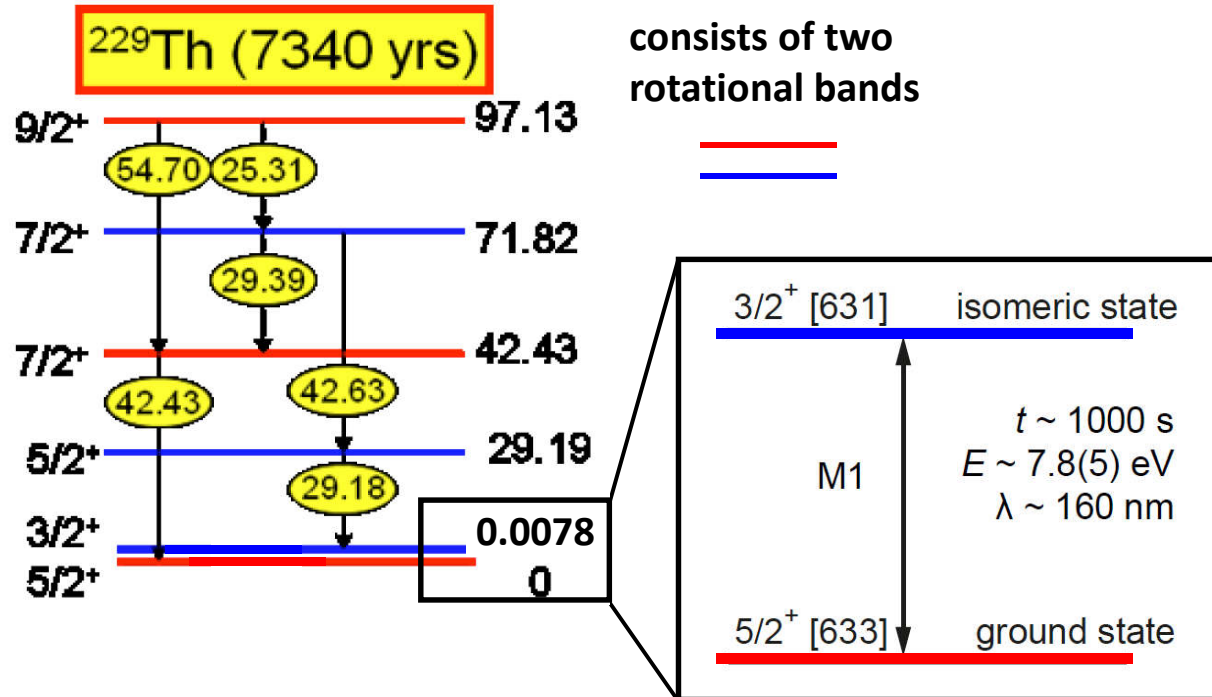 ²²⁹Th (7340 yrs)
consists of two
rotational bands
9/2⁺
97.13
54.70
25.31
7/2⁺
71.82
29.39
7/2⁺
42.43
42.43
42.63
5/2⁺
29.19
29.18
3/2⁺
0.0078
5/2⁺
0
3/2⁺ [631] isomeric state
t ~ 1000 s
E ~ 7.8(5) eV
M1
λ ~ 160 nm
5/2⁺ [633] ground state